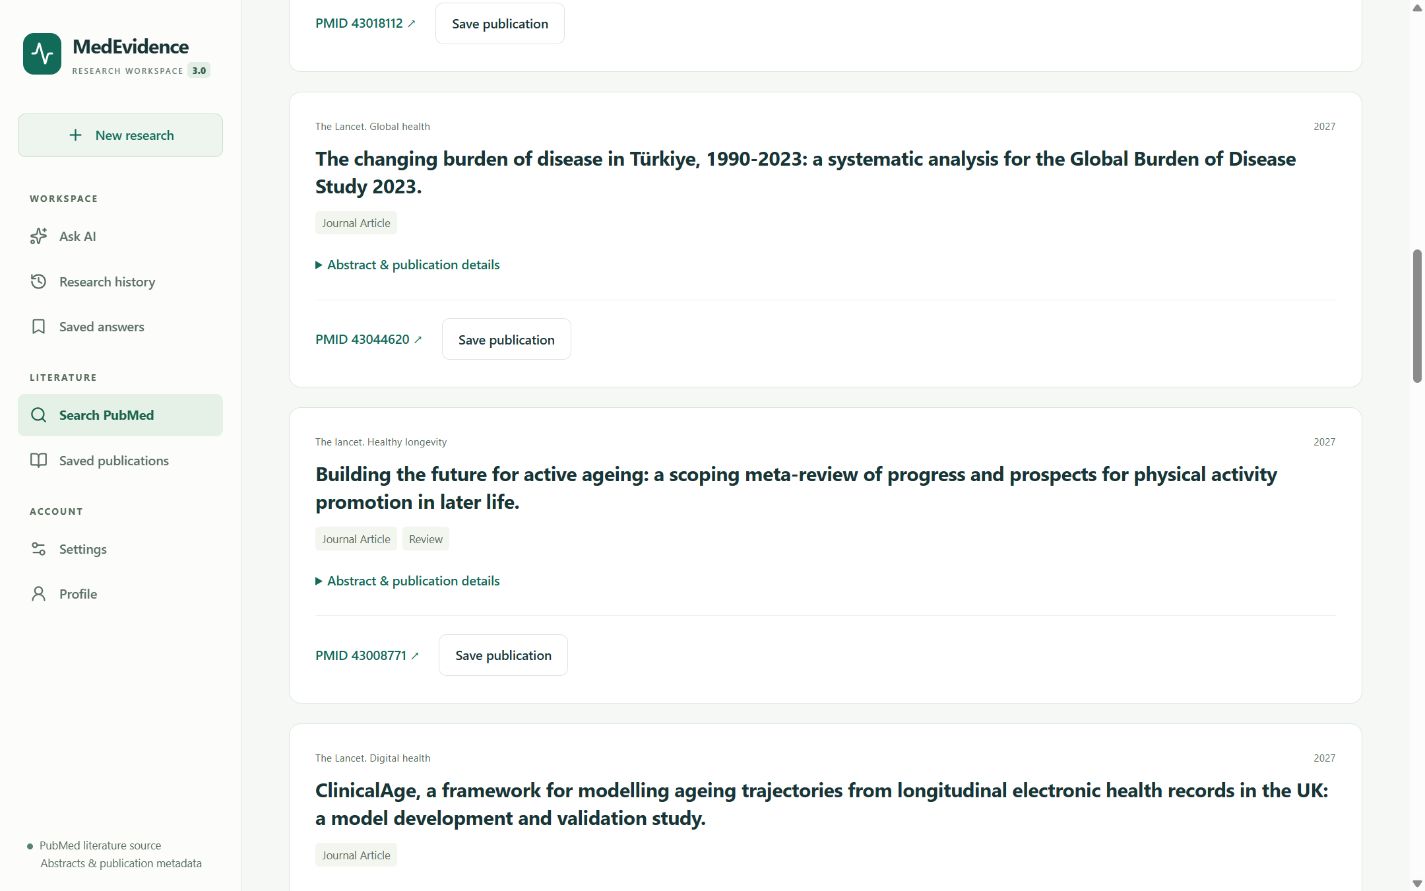 MedEvidence
RESEARCH WORKSPACE 3.0
New research
WORKSPACE
Ask AI
Research history
Saved answers
LITERATURE
Search PubMed
Saved publications
ACCOUNT
Settings
Profile
PubMed literature source
Abstracts & publication metadata
PMID 43018112 ↗
Save publication
The Lancet. Global health
2027
The changing burden of disease in Türkiye, 1990-2023: a systematic analysis for the Global Burden of Disease
Study 2023.
Journal Article
Abstract & publication details
PMID 43044620 ↗
Save publication
The lancet. Healthy longevity
2027
Building the future for active ageing: a scoping meta-review of progress and prospects for physical activity
promotion in later life.
Journal Article
Review
Abstract & publication details
PMID 43008771 ↗
Save publication
The Lancet. Digital health
2027
ClinicalAge, a framework for modelling ageing trajectories from longitudinal electronic health records in the UK:
a model development and validation study.
Journal Article